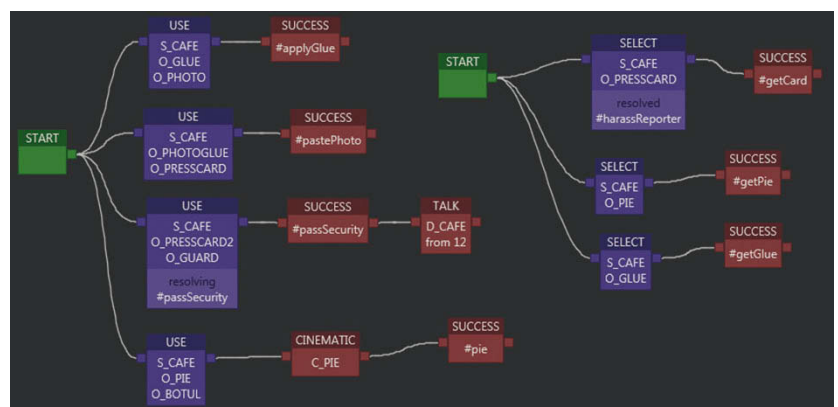 START
USE
S_CAFE
O_GLUE
O_PHOTO
SUCCESS
#applyGlue
USE
S_CAFE
O_PHOTOGLUE
O_PRESSCARD
SUCCESS
#pastePhoto
USE
S_CAFE
O_PRESSCARD2
O_GUARD
resolving
#passSecurity
SUCCESS
#passSecurity
TALK
D_CAFE
from 12
USE
S_CAFE
O_PIE
O_BOTUL
CINEMATIC
C_PIE
SUCCESS
#pie
START
SELECT
S_CAFE
O_PRESSCARD
resolved
#harassReporter
SUCCESS
#getCard
SELECT
S_CAFE
O_PIE
SUCCESS
#getPie
SELECT
S_CAFE
O_GLUE
SUCCESS
#getGlue